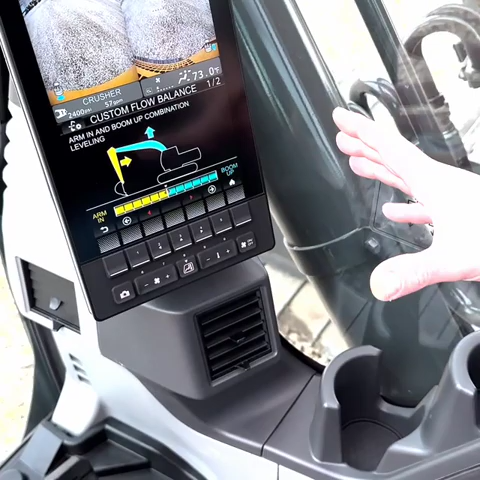 CRUSHER
2400psi 57gpm
73.0°F
CUSTOM FLOW BALANCE 1/2
ARM IN AND BOOM UP COMBINATION
LEVELING
ARM IN
BOOM UP